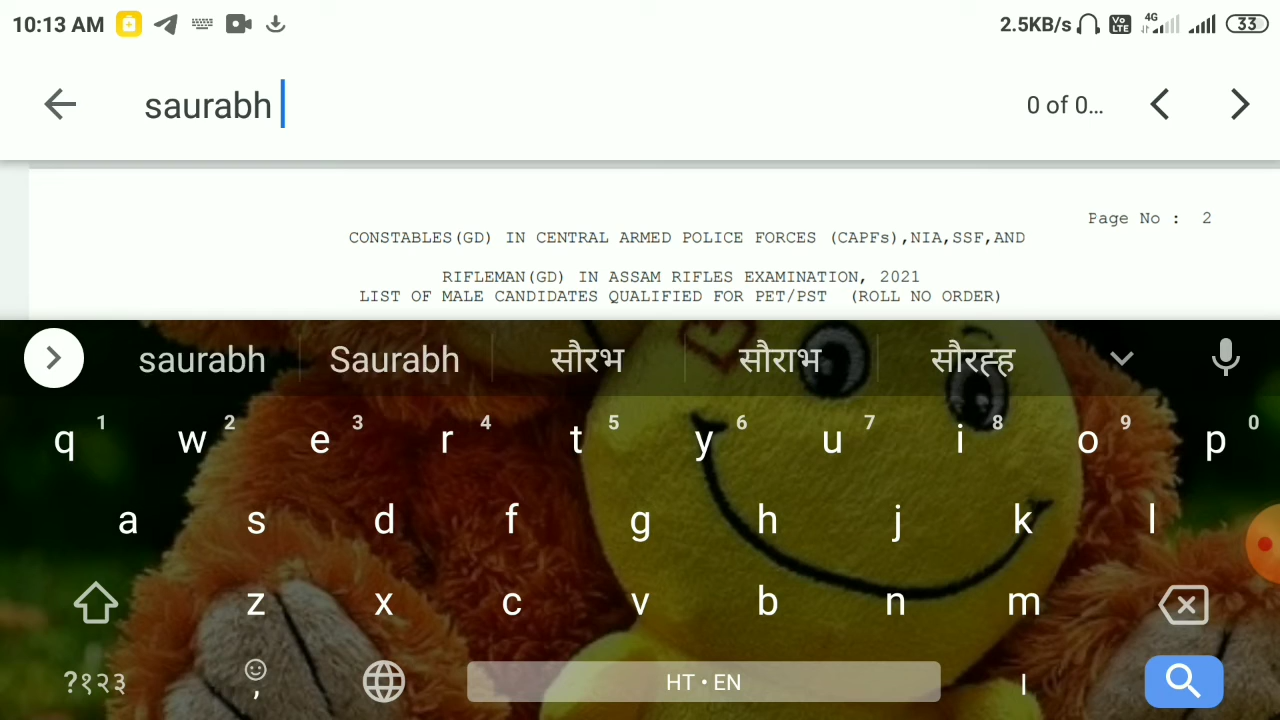 10:13 AM 2.5KB/s Vo LTE 4G 33
saurabh 0 of 0...
Page No : 2
CONSTABLES(GD) IN CENTRAL ARMED POLICE FORCES (CAPFs),NIA,SSF,AND
RIFLEMAN(GD) IN ASSAM RIFLES EXAMINATION, 2021
LIST OF MALE CANDIDATES QUALIFIED FOR PET/PST (ROLL NO ORDER)
saurabh Saurabh सौरभ सौराभ सौरह्ह
q 1 w 2 e 3 r 4 t 5 y 6 u 7 i 8 o 9 p 0
a s d f g h j k l
z x c v b n m
?१२३ , HT • EN ।